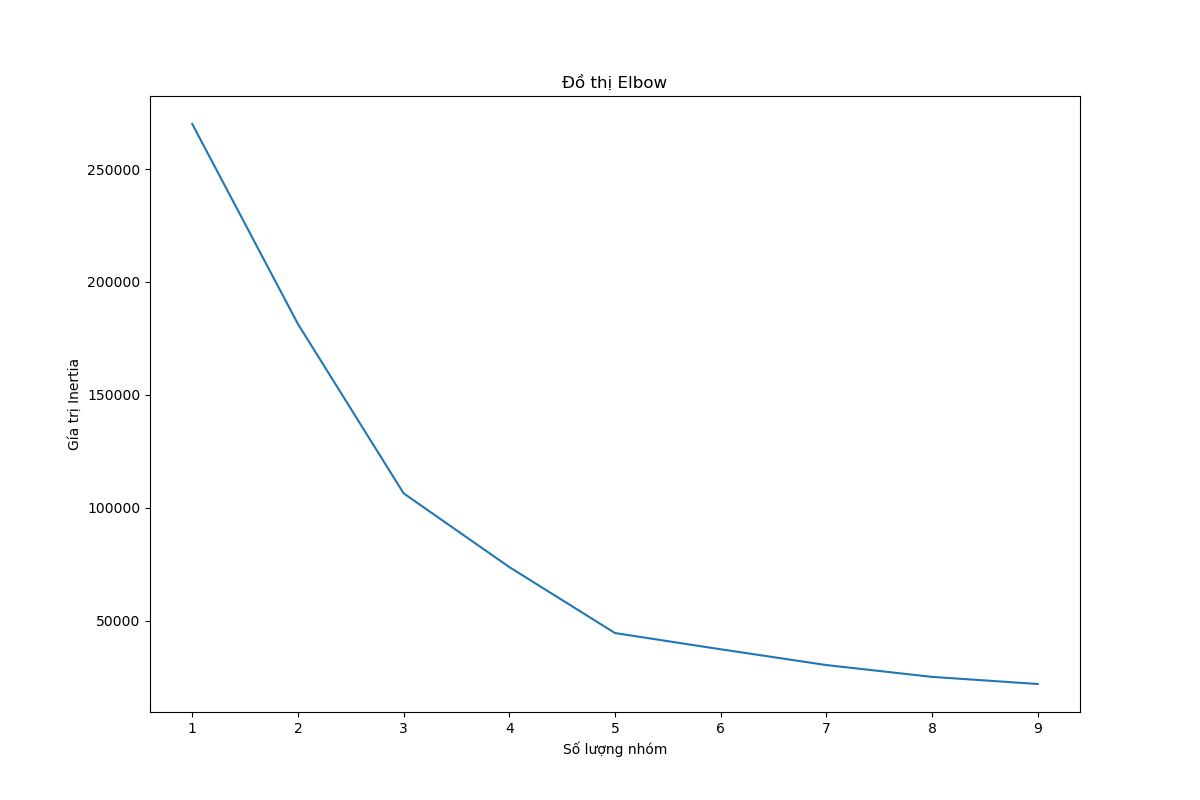 Đồ thị Elbow
250000
200000
150000
100000
50000
Gía trị Inertia
1 2 3 4 5 6 7 8 9
Số lượng nhóm